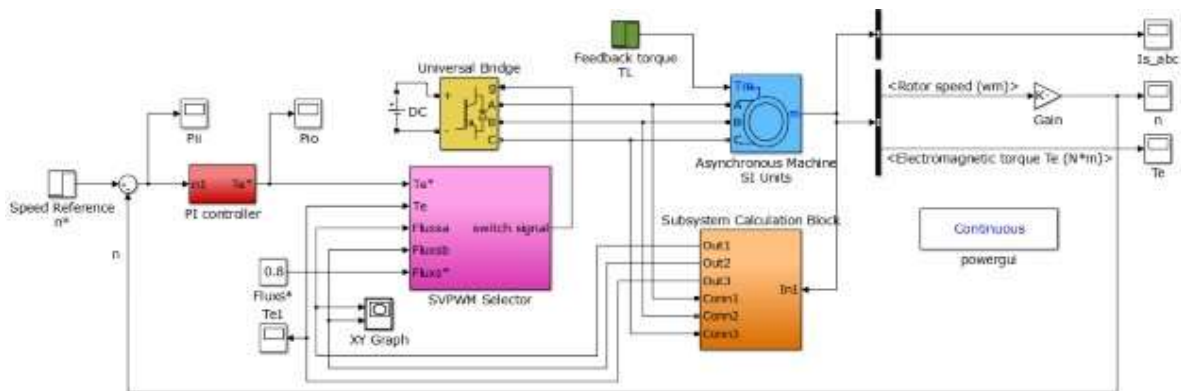 Feedback torque
TL
Is_abc
Universal Bridge
g
+
A
DC
B
-
C
Tm
A
m
B
C
<Rotor speed (wm)>
K-
Gain
n
Pii
Pio
Asynchronous Machine
SI Units
<Electromagnetic torque Te (N*m)>
Te
In1
Te*
Speed Reference
n*
PI controller
Te*
Te
Fluxsa
switch signal
Fluxsb
Fluxs*
SVPWM Selector
n
0.8
Fluxs*
Te1
XY Graph
Subsystem Calculation Block
Out1
Out2
Out3
In1
Conn1
Conn2
Conn3
Continuous
powergui